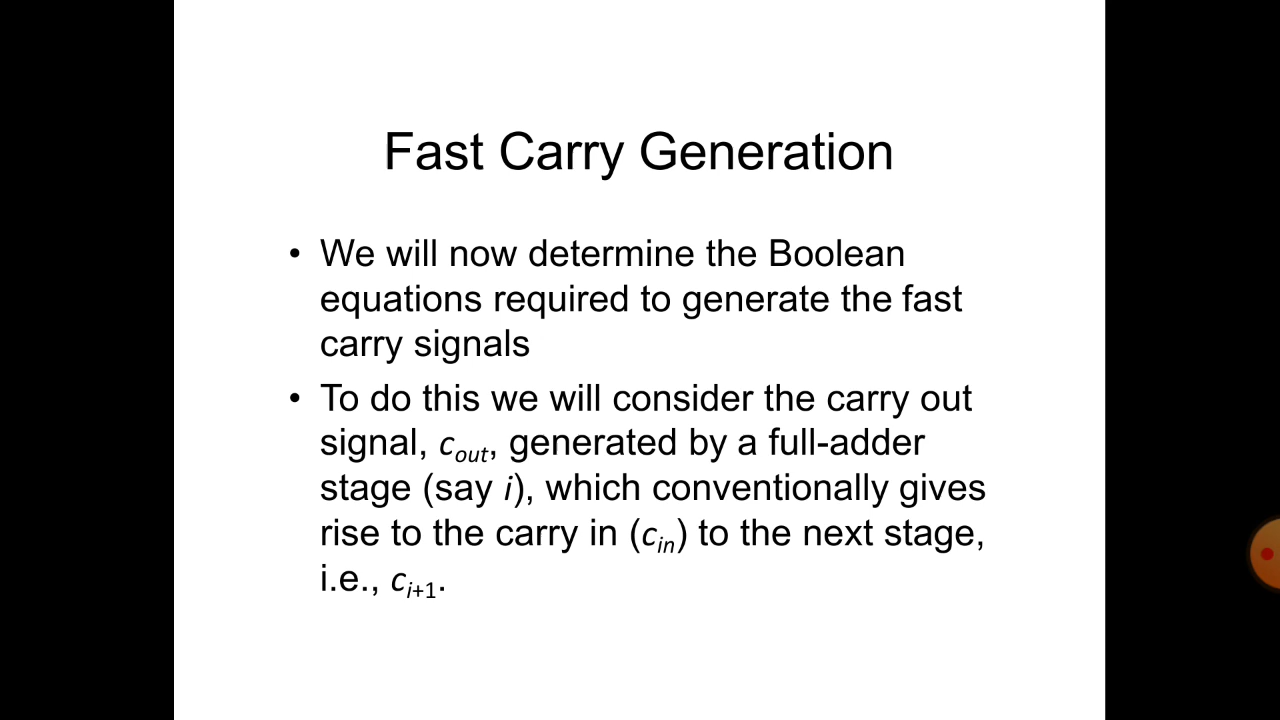 Fast Carry Generation
• We will now determine the Boolean
equations required to generate the fast
carry signals
• To do this we will consider the carry out
signal, cout, generated by a full-adder
stage (say i), which conventionally gives
rise to the carry in (cin) to the next stage,
i.e., ci+1.